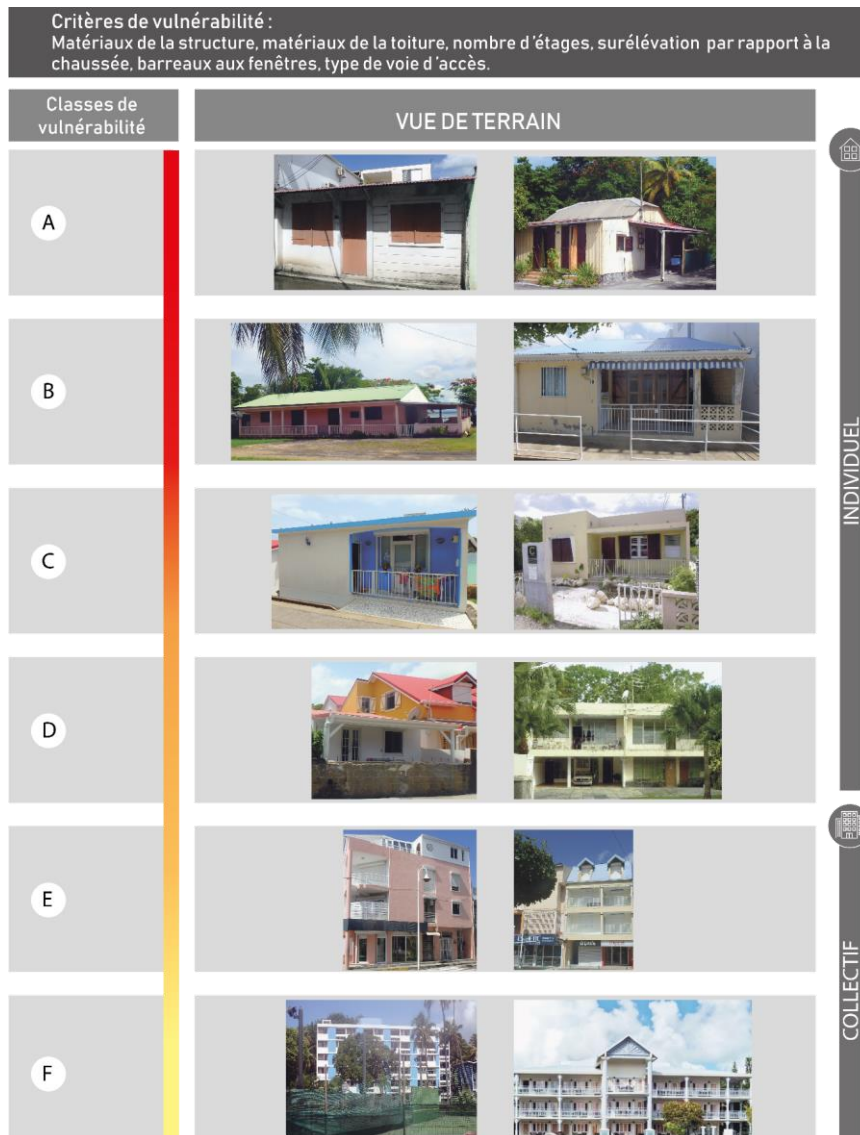 Critères de vulnérabilité :
Matériaux de la structure, matériaux de la toiture, nombre d'étages, surélévation par rapport à la
chaussée, barreaux aux fenêtres, type de voie d'accès.
Classes de
vulnérabilité
VUE DE TERRAIN
A
B
C
D
E
F
INDIVIDUEL
COLLECTIF